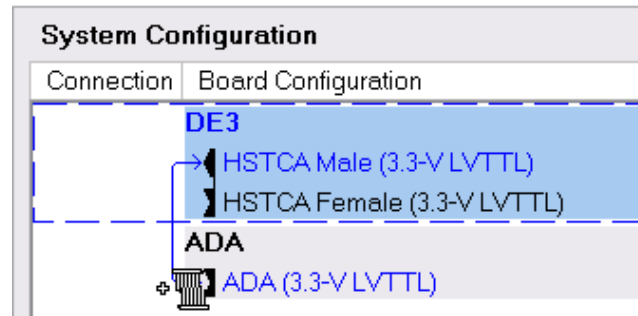 System Configuration
Connection Board Configuration
DE3
HSTCA Male (3.3-V LVTTL)
HSTCA Female (3.3-V LVTTL)
ADA
ADA (3.3-V LVTTL)